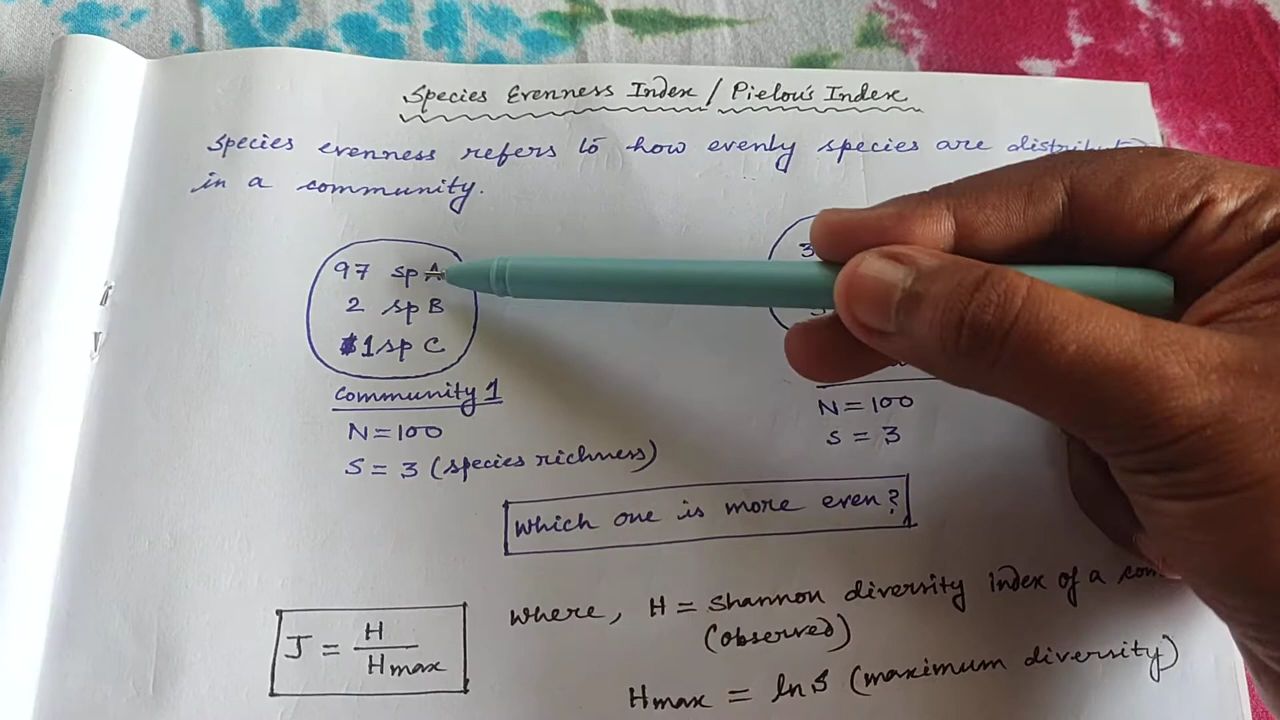 Species Evenness Index / Pielou's Index
Species evenness refers to how evenly species are
in a community.
97 sp A
2 sp B
1 sp C
Community 1
N = 100
S = 3 (species richness)
3
3
N = 100
S = 3
Which one is more even?
J = H / Hmax
where, H = Shannon diversity index of a
(observed)
Hmax = ln S (maximum diversity)